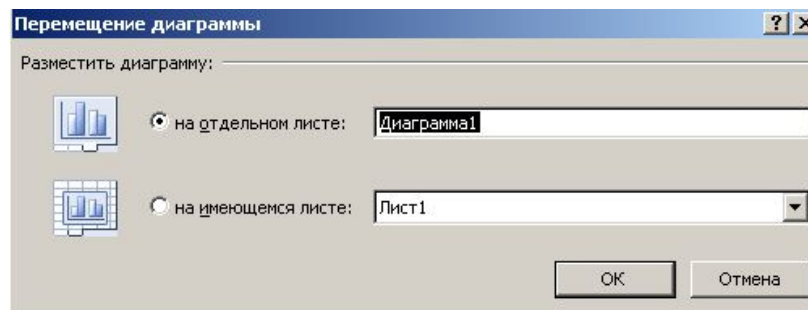 Перемещение диаграммы
Разместить диаграмму:
на отдельном листе: Диаграмма1
на имеющемся листе: Лист1
ОК Отмена